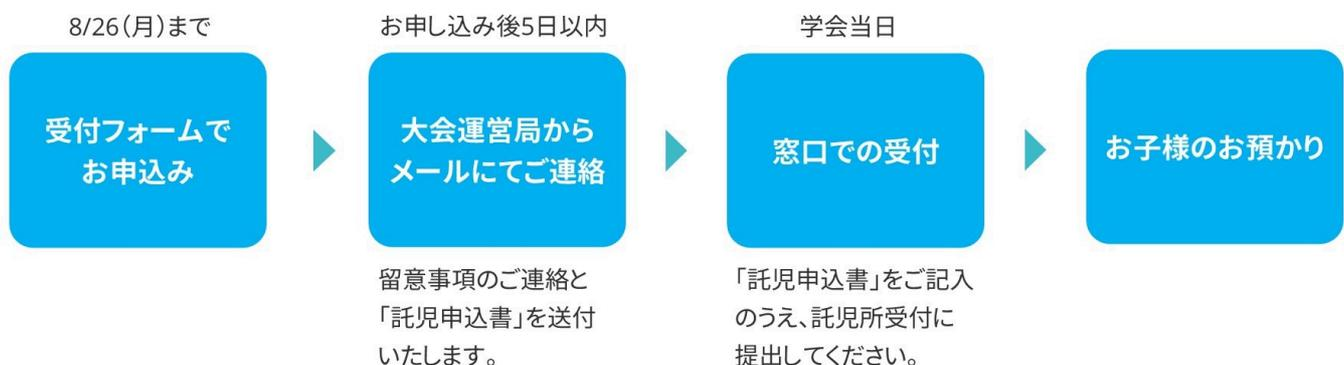 8/26(月)まで
受付フォームで
お申込み
お申し込み後5日以内
大会運営局から
メールにてご連絡
留意事項のご連絡と
「託児申込書」を送付
いたします。
学会当日
窓口での受付
「託児申込書」をご記入
のうえ、託児所受付に
提出してください。
お子様のお預かり